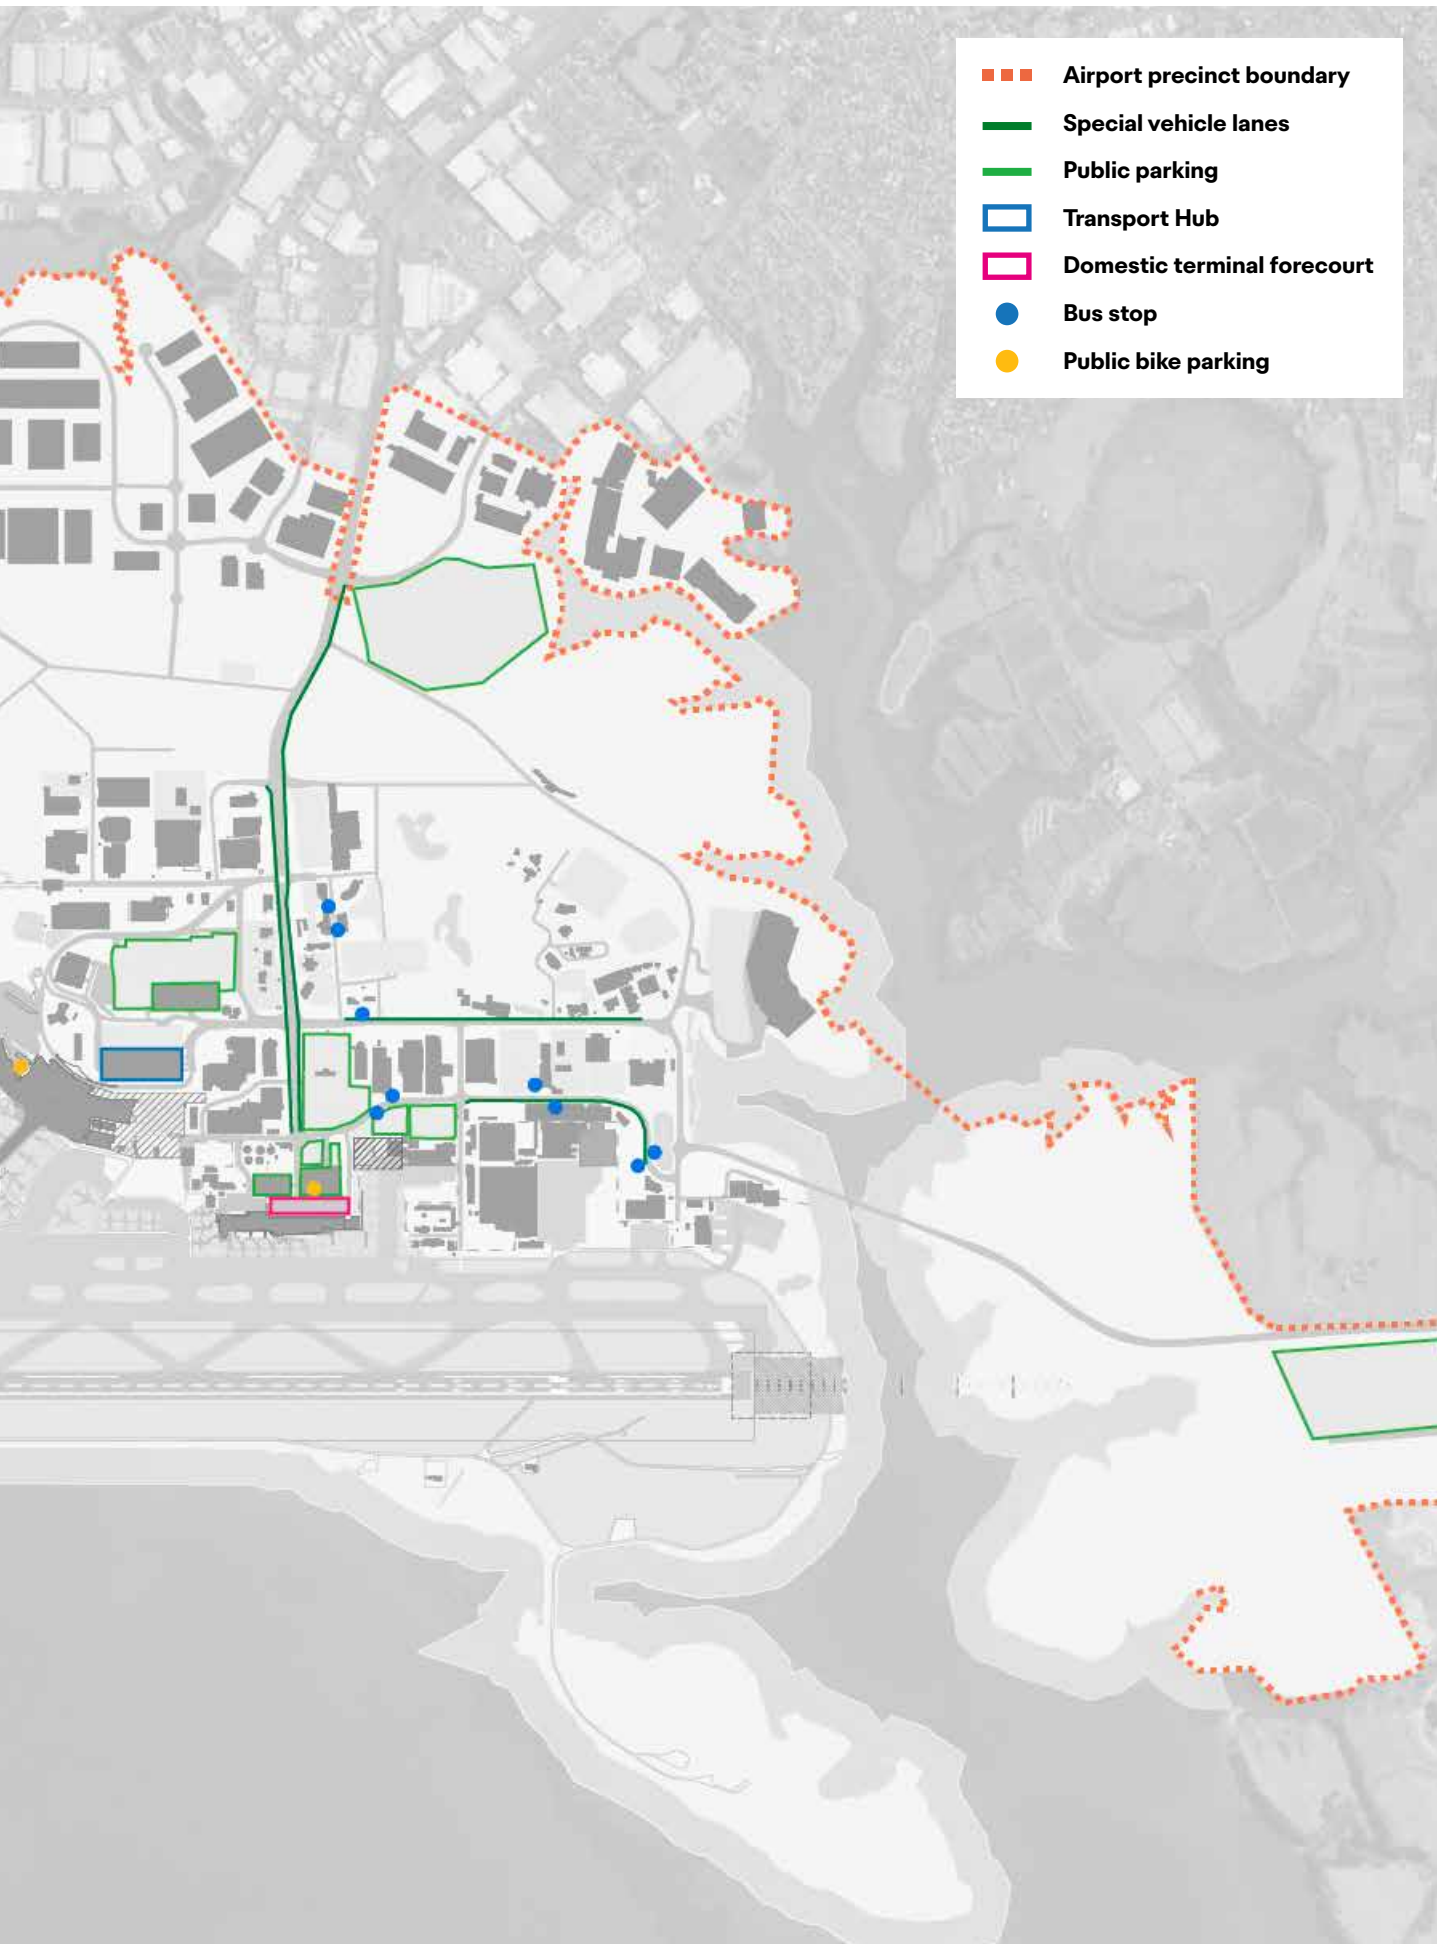 Airport precinct boundary
Special vehicle lanes
Public parking
Transport Hub
Domestic terminal forecourt
Bus stop
Public bike parking